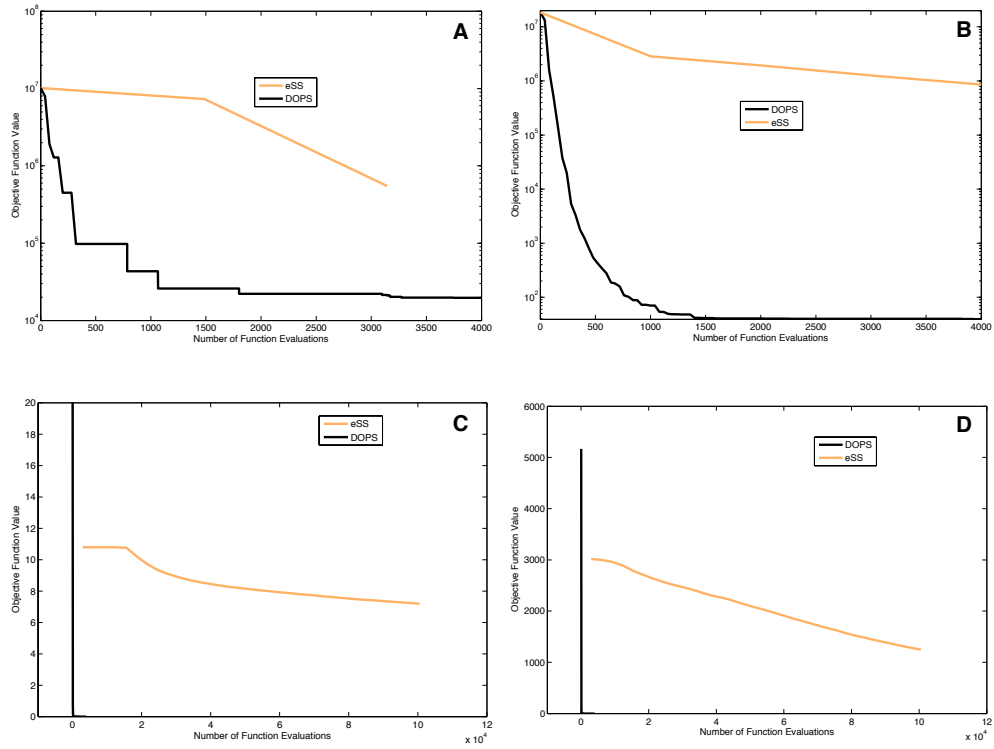 A
10^8
10^7
10^6
10^5
10^4
Objective Function Value
eSS
DOPS
0 500 1000 1500 2000 2500 3000 3500 4000
Number of Function Evaluations
B
10^7
10^6
10^5
10^4
10^3
10^2
Objective Function Value
DOPS
eSS
0 500 1000 1500 2000 2500 3000 3500 4000
Number of Function Evaluations
C
20
18
16
14
12
10
8
6
4
2
0
Objective Function Value
eSS
DOPS
0 2 4 6 8 10 12
Number of Function Evaluations
x 10^4
D
6000
5000
4000
3000
2000
1000
0
Objective Function Value
DOPS
eSS
0 2 4 6 8 10 12
Number of Function Evaluations
x 10^4